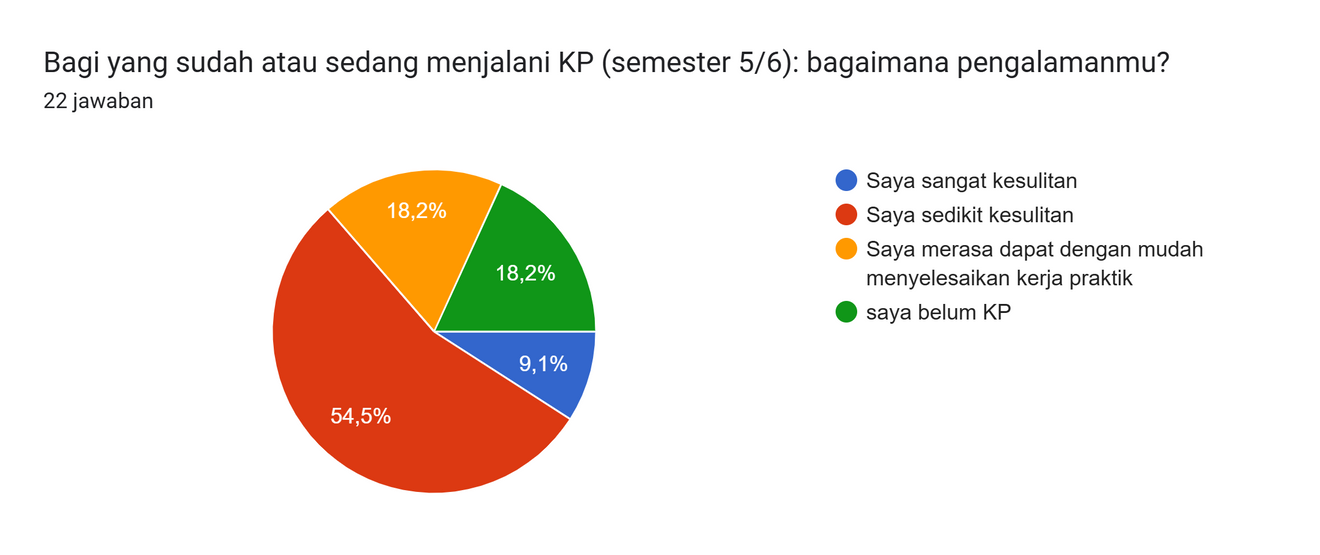 Bagi yang sudah atau sedang menjalani KP (semester 5/6): bagaimana pengalamanmu?
22 jawaban
18,2%
18,2%
9,1%
54,5%
Saya sangat kesulitan
Saya sedikit kesulitan
Saya merasa dapat dengan mudah
menyelesaikan kerja praktik
saya belum KP